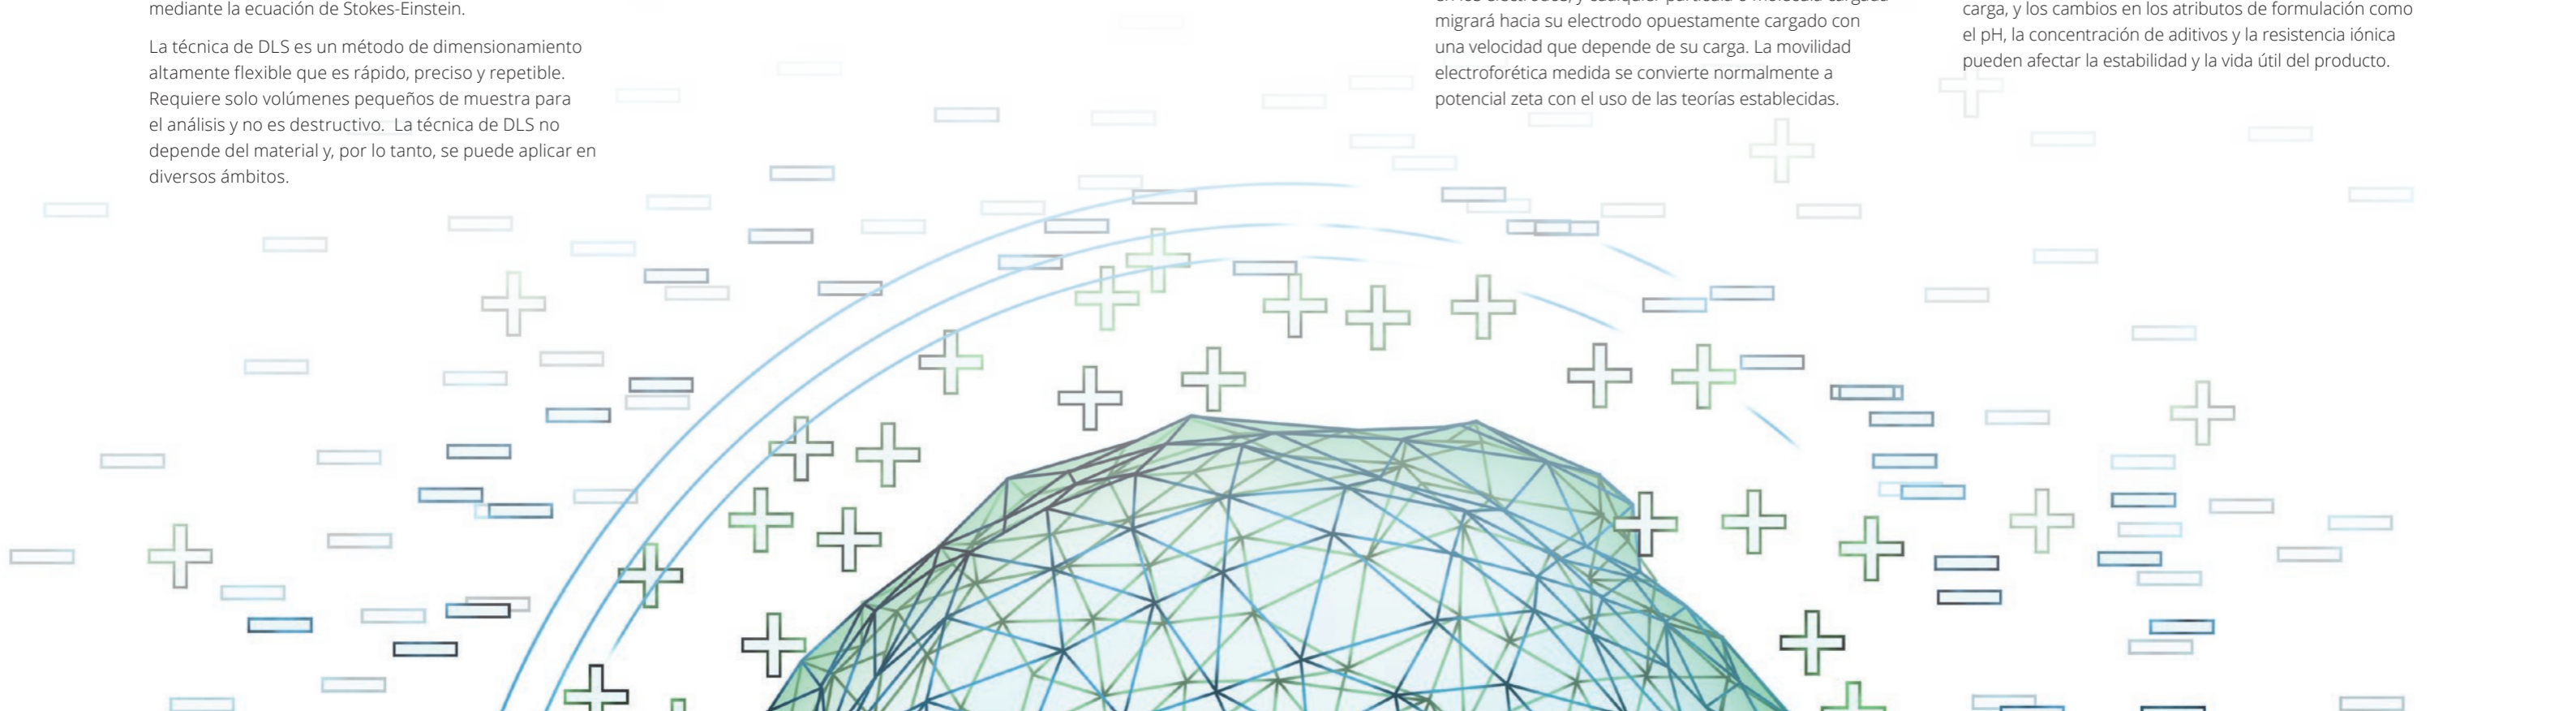 mediante la ecuación de Stokes-Einstein.
La técnica de DLS es un método de dimensionamiento
altamente flexible que es rápido, preciso y repetible.
Requiere solo volúmenes pequeños de muestra para
el análisis y no es destructivo.  La técnica de DLS no
depende del material y, por lo tanto, se puede aplicar en
diversos ámbitos.
migrará hacia su electrodo opuestamente cargado con
una velocidad que depende de su carga. La movilidad
electroforética medida se convierte normalmente a
potencial zeta con el uso de las teorías establecidas.
carga, y los cambios en los atributos de formulación como
el pH, la concentración de aditivos y la resistencia iónica
pueden afectar la estabilidad y la vida útil del producto.